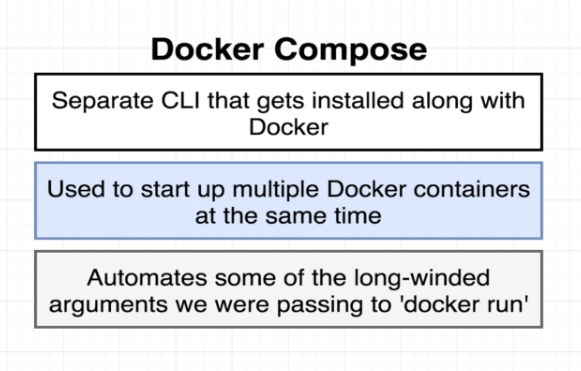 Docker Compose
Separate CLI that gets installed along with
Docker
Used to start up multiple Docker containers
at the same time
Automates some of the long-winded
arguments we were passing to 'docker run'